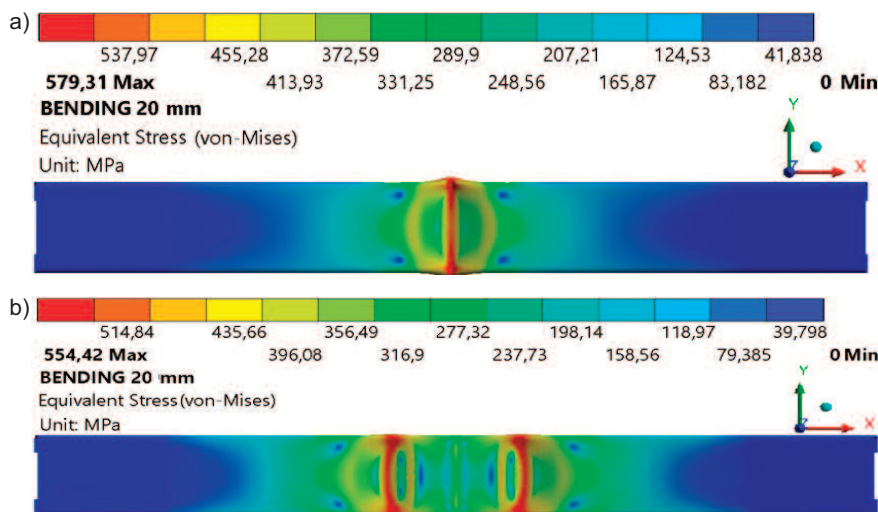 a)
537,97 455,28 372,59 289,9 207,21 124,53 41,838
579,31 Max 413,93 331,25 248,56 165,87 83,182 0 Min
BENDING 20 mm
Equivalent Stress (von-Mises)
Unit: MPa
Y
Z X
b)
514,84 435,66 356,49 277,32 198,14 118,97 39,798
554,42 Max 396,08 316,9 237,73 158,56 79,385 0 Min
BENDING 20 mm
Equivalent Stress (von-Mises)
Unit: MPa
Y
X